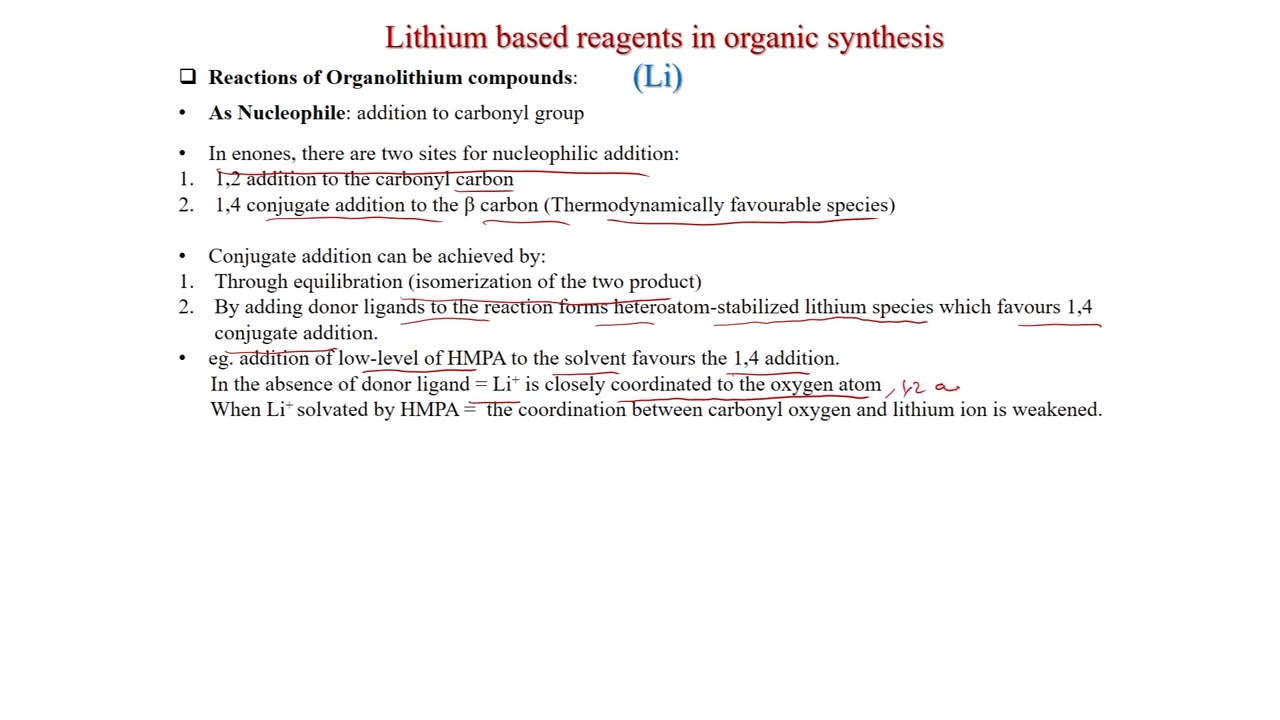 Lithium based reagents in organic synthesis
❑ Reactions of Organolithium compounds: (Li)
• As Nucleophile: addition to carbonyl group
• In enones, there are two sites for nucleophilic addition:
1. 1,2 addition to the carbonyl carbon
2. 1,4 conjugate addition to the β carbon (Thermodynamically favourable species)
• Conjugate addition can be achieved by:
1. Through equilibration (isomerization of the two product)
2. By adding donor ligands to the reaction forms heteroatom-stabilized lithium species which favours 1,4
conjugate addition.
• eg. addition of low-level of HMPA to the solvent favours the 1,4 addition.
In the absence of donor ligand = Li⁺ is closely coordinated to the oxygen atom
When Li⁺ solvated by HMPA = the coordination between carbonyl oxygen and lithium ion is weakened.